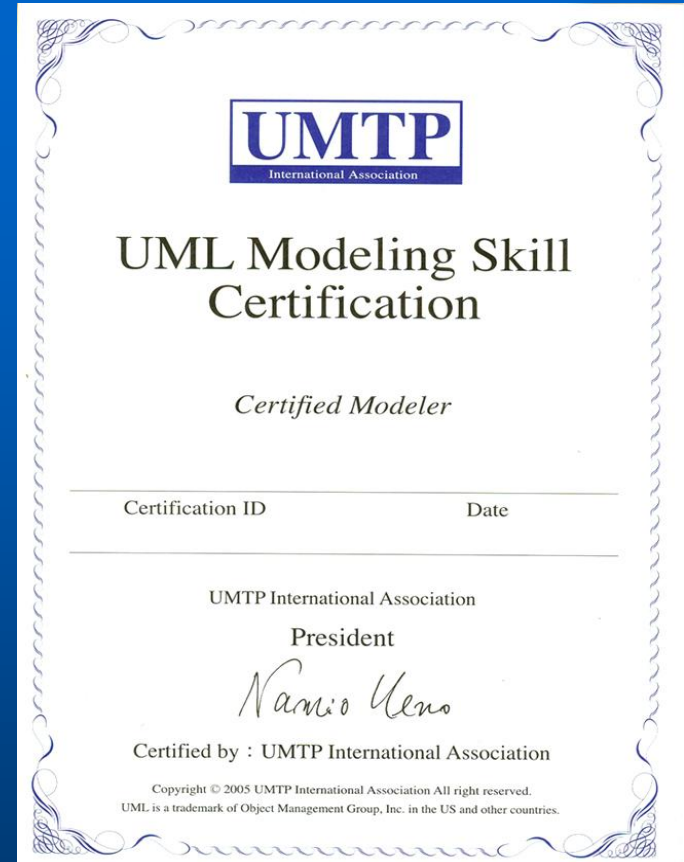 UMTP
International Association
UML Modeling Skill
Certification
Certified Modeler
Certification ID Date
UMTP International Association
President
Namio Ueno
Certified by : UMTP International Association
Copyright © 2005 UMTP International Association All right reserved.
UML is a trademark of Object Management Group, Inc. in the US and other countries.